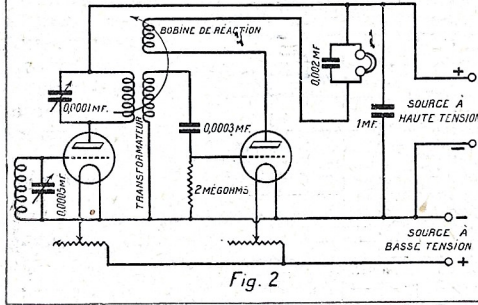 BOBINE DE RÉACTION
0,0001 MF.
TRANSFORMATEUR
0,0003 MF.
0,002 MF.
1 MF.
+
SOURCE À
HAUTE TENSION
−
0,0005 MF
2 MÉGOHMS
−
SOURCE À
BASSE TENSION
+
Fig. 2